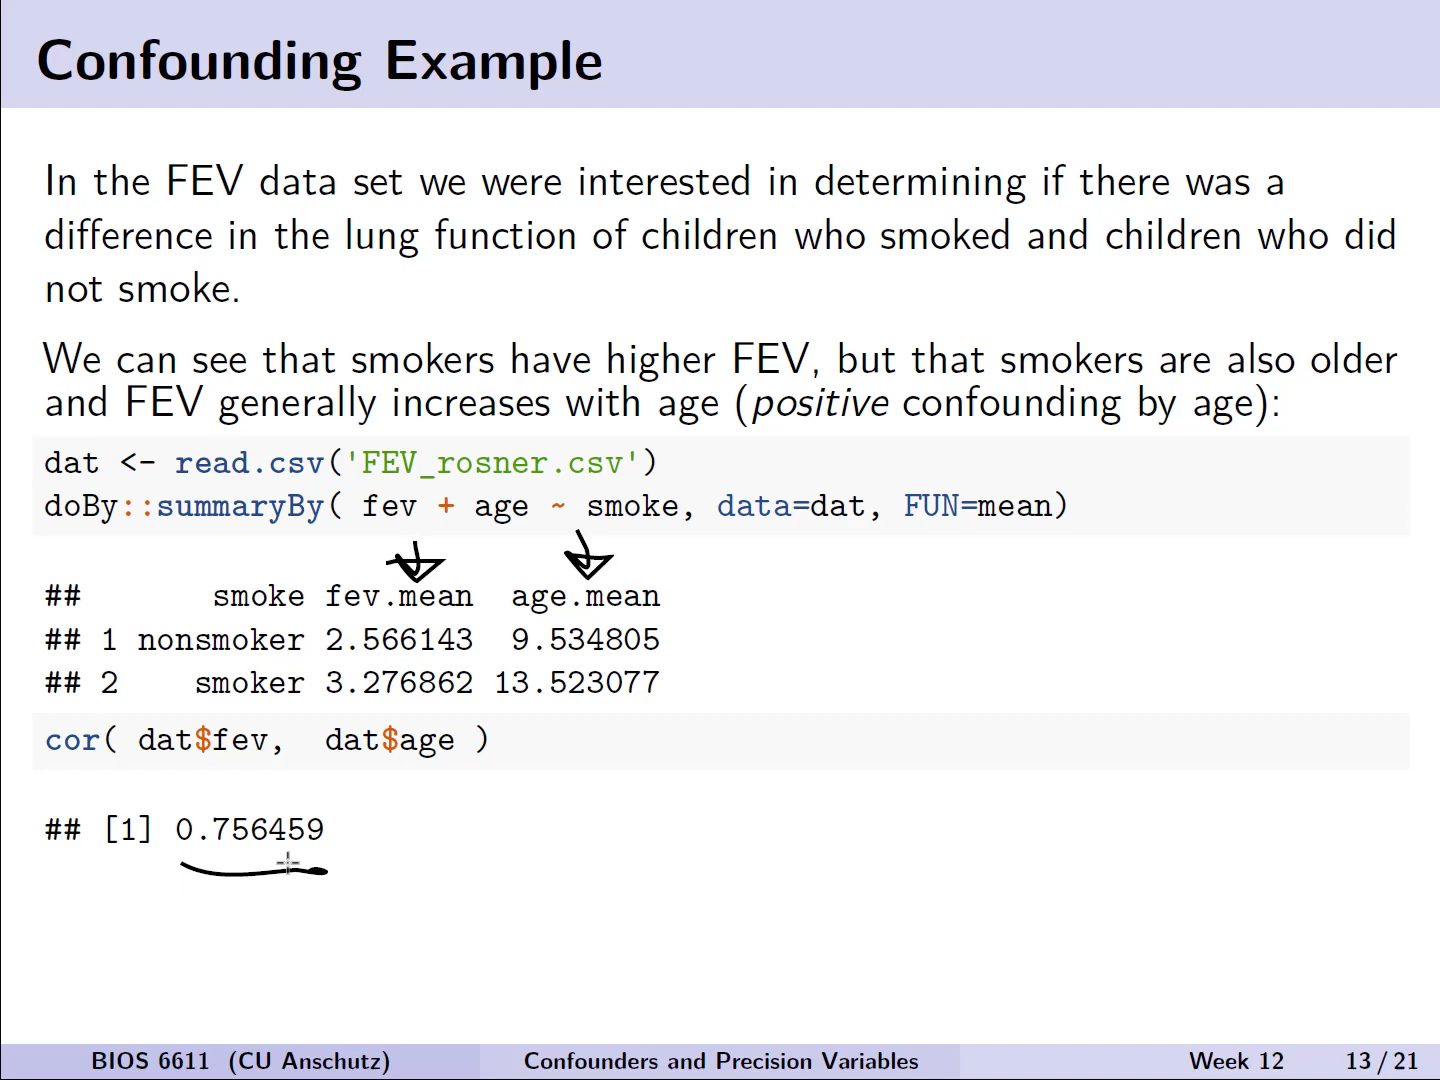 Confounding Example
In the FEV data set we were interested in determining if there was a
difference in the lung function of children who smoked and children who did
not smoke.
We can see that smokers have higher FEV, but that smokers are also older
and FEV generally increases with age (positive confounding by age):
dat <- read.csv('FEV_rosner.csv')
doBy::summaryBy( fev + age ~ smoke, data=dat, FUN=mean)
## smoke fev.mean age.mean
## 1 nonsmoker 2.566143 9.534805
## 2 smoker 3.276862 13.523077
cor( dat$fev, dat$age )
## [1] 0.756459
BIOS 6611 (CU Anschutz) Confounders and Precision Variables Week 12 13 / 21